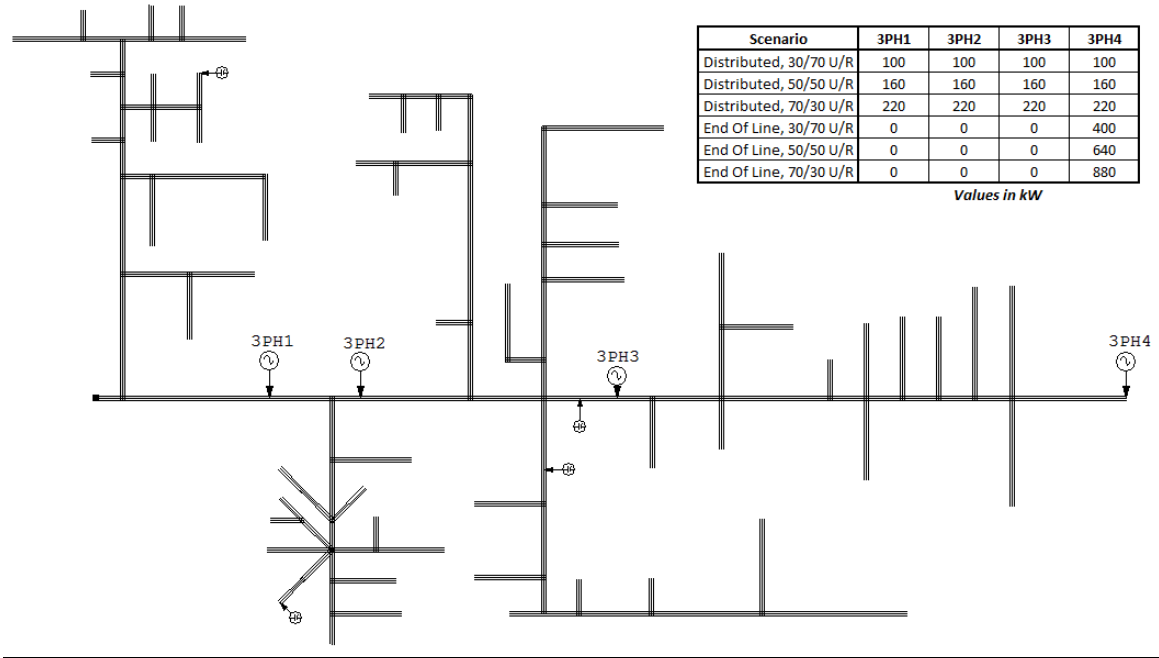 Scenario 3PH1 3PH2 3PH3 3PH4
Distributed, 30/70 U/R 100 100 100 100
Distributed, 50/50 U/R 160 160 160 160
Distributed, 70/30 U/R 220 220 220 220
End Of Line, 30/70 U/R 0 0 0 400
End Of Line, 50/50 U/R 0 0 0 640
End Of Line, 70/30 U/R 0 0 0 880
Values in kW
3PH1
3PH2
3PH3
3PH4